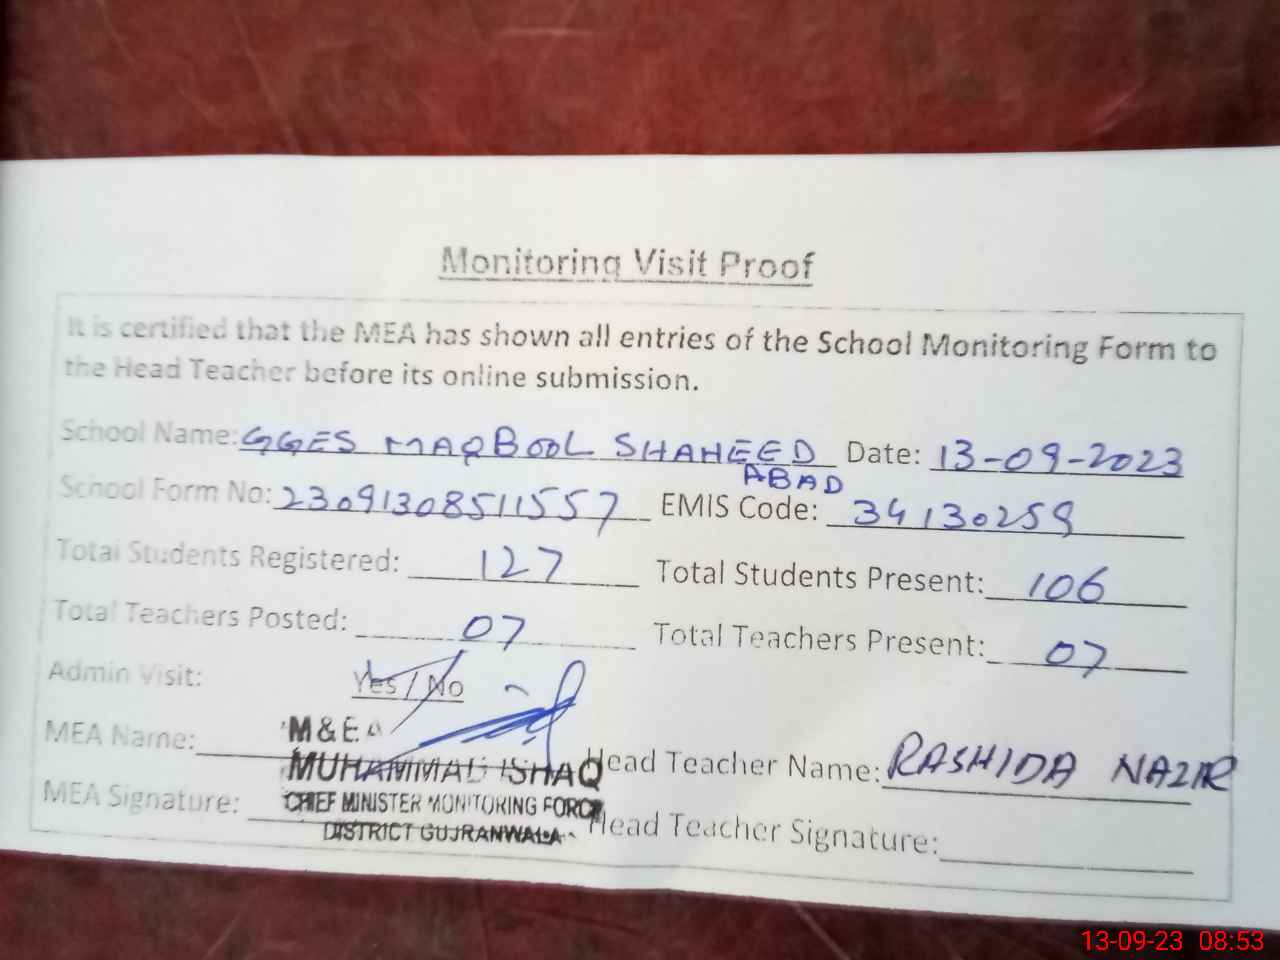 Monitoring Visit Proof
It is certified that the MEA has shown all entries of the School Monitoring Form to
the Head Teacher before its online submission.
School Name: GGES MAQBOOL SHAHEED ABAD Date: 13-09-2023
School Form No: 23091308511557 EMIS Code: 34130259
Total Students Registered: 127 Total Students Present: 106
Total Teachers Posted: 07 Total Teachers Present: 07
Admin Visit: Yes / No
M & E A
MEA Name: MUHAMMAD ISHAQ Head Teacher Name: RASHIDA NAZIR
MEA Signature: CHIEF MINISTER MONITORING FORCE Head Teacher Signature:
DISTRICT GUJRANWALA
13-09-23 08:53